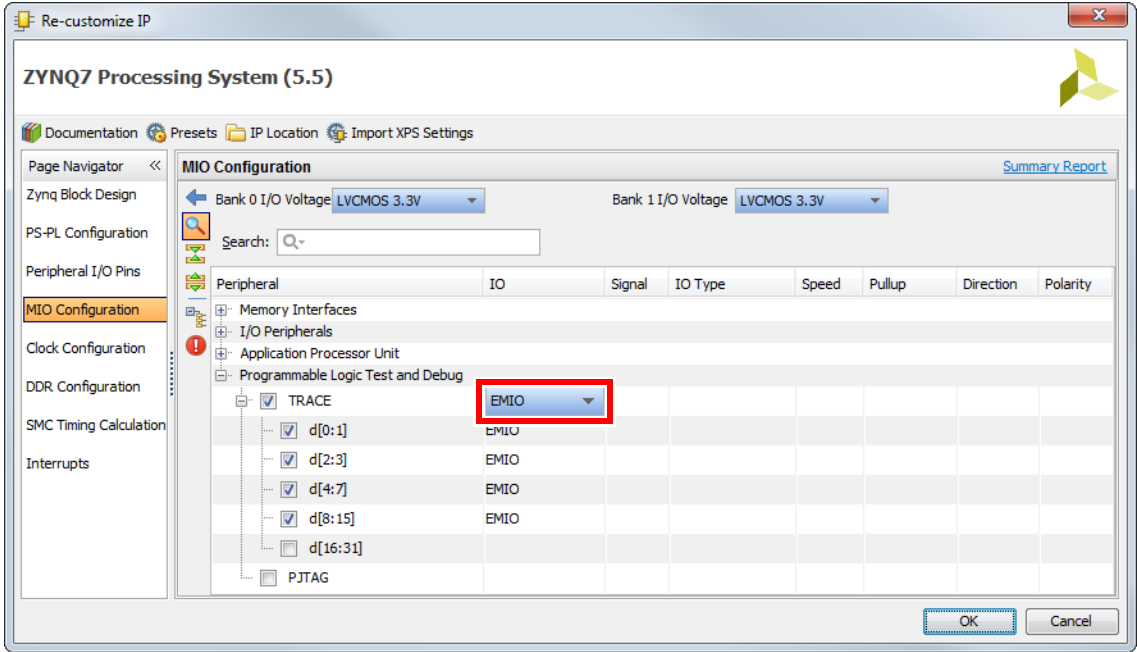 Re-customize IP
ZYNQ7 Processing System (5.5)
Documentation Presets IP Location Import XPS Settings
Page Navigator «
Zynq Block Design
PS-PL Configuration
Peripheral I/O Pins
MIO Configuration
Clock Configuration
DDR Configuration
SMC Timing Calculation
Interrupts
MIO Configuration Summary Report
Bank 0 I/O Voltage LVCMOS 3.3V Bank 1 I/O Voltage LVCMOS 3.3V
Search:
Peripheral IO Signal IO Type Speed Pullup Direction Polarity
Memory Interfaces
I/O Peripherals
Application Processor Unit
Programmable Logic Test and Debug
TRACE EMIO
d[0:1] EMIO
d[2:3] EMIO
d[4:7] EMIO
d[8:15] EMIO
d[16:31]
PJTAG
OK Cancel